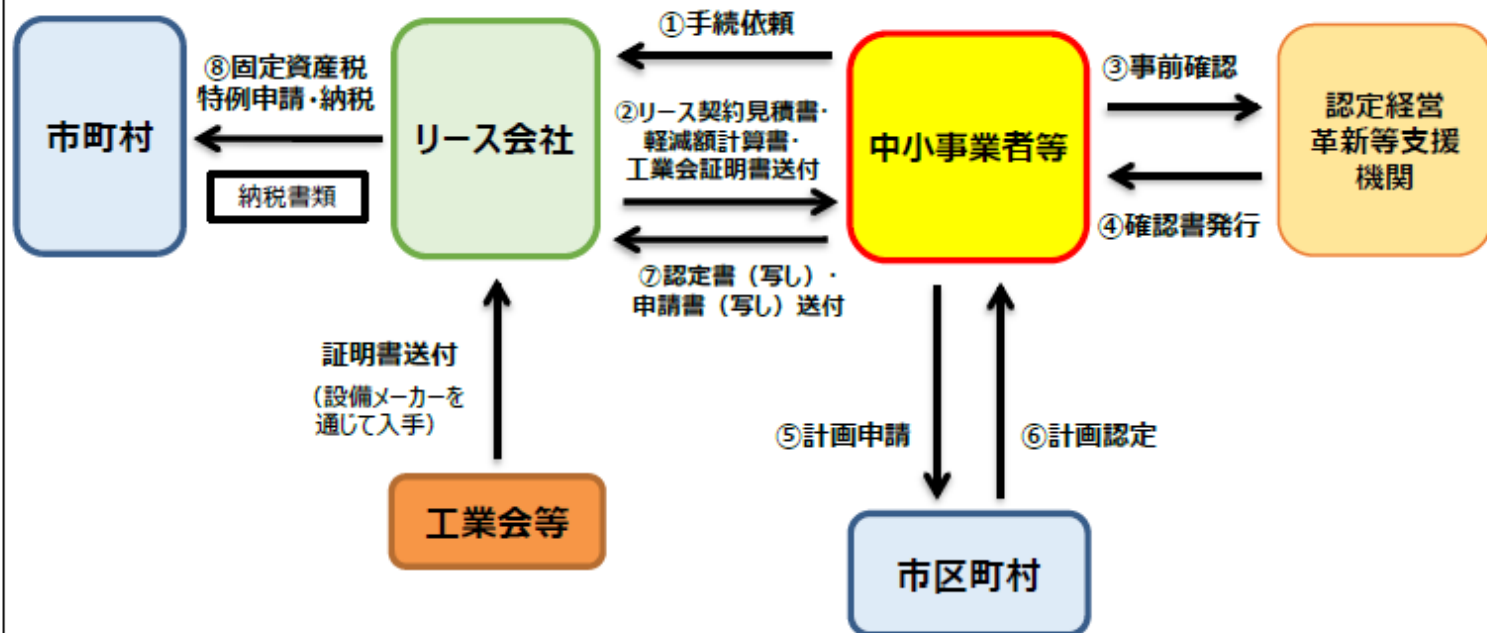 ①手続依頼
⑧固定資産税
特例申請・納税
市町村
納税書類
リース会社
②リース契約見積書・
軽減額計算書・
工業会証明書送付
中小事業者等
③事前確認
認定経営
革新等支援
機関
④確認書発行
⑦認定書（写し）・
申請書（写し）送付
証明書送付
（設備メーカーを
通じて入手）
⑤計画申請
⑥計画認定
工業会等
市区町村